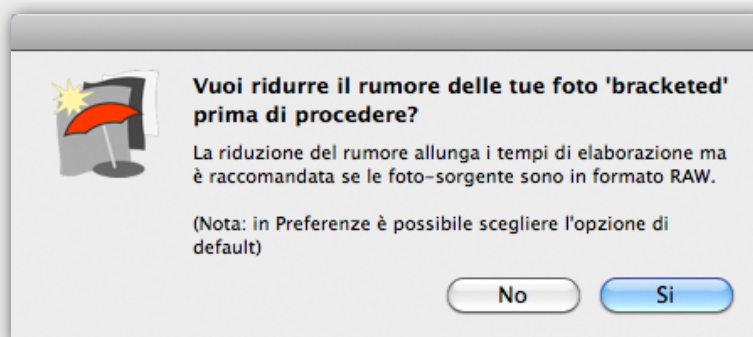 Vuoi ridurre il rumore delle tue foto 'bracketed'
prima di procedere?
La riduzione del rumore allunga i tempi di elaborazione ma
è raccomandata se le foto-sorgente sono in formato RAW.
(Nota: in Preferenze è possibile scegliere l'opzione di
default)
No
Si